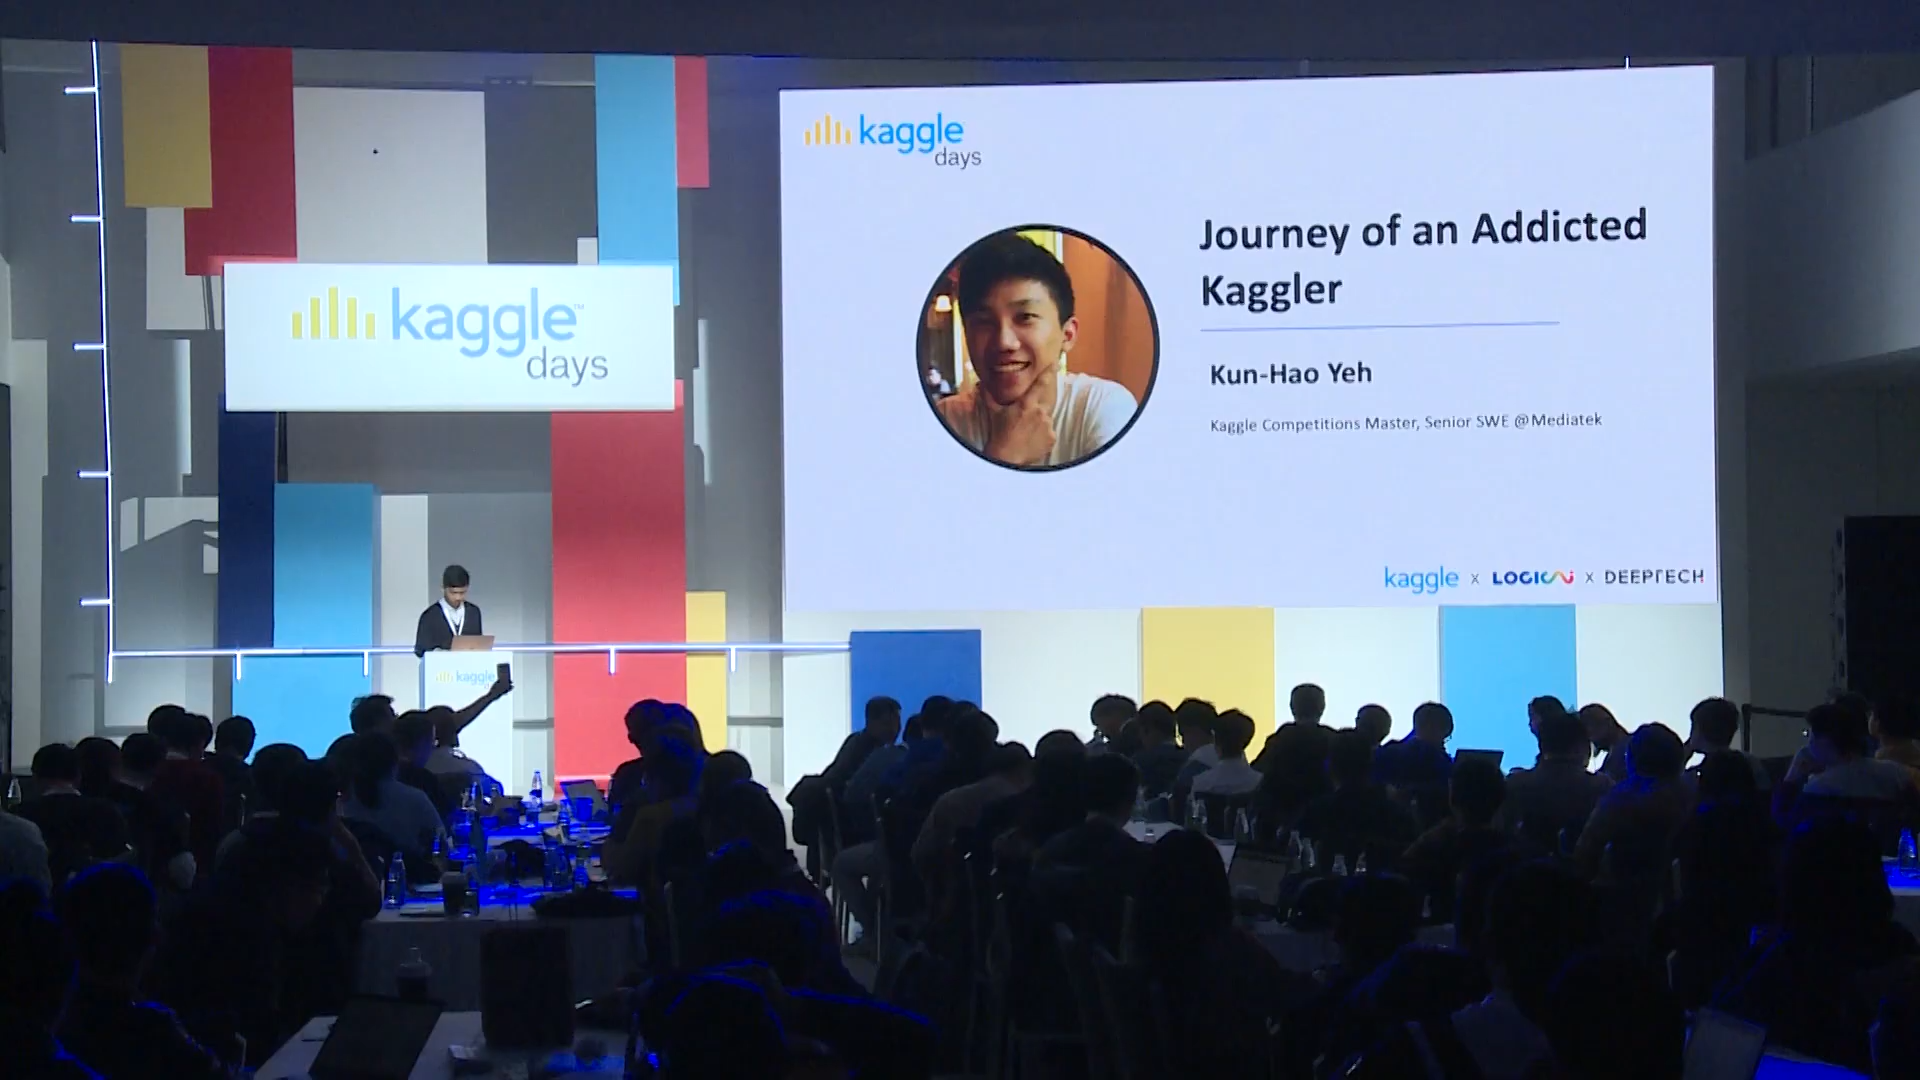 kaggle
days
Journey of an Addicted
Kaggler
Kun-Hao Yeh
Kaggle Competitions Master, Senior SWE @Mediatek
kaggle x LOGICAI x DEEPTECH
kaggle™
days
kaggle